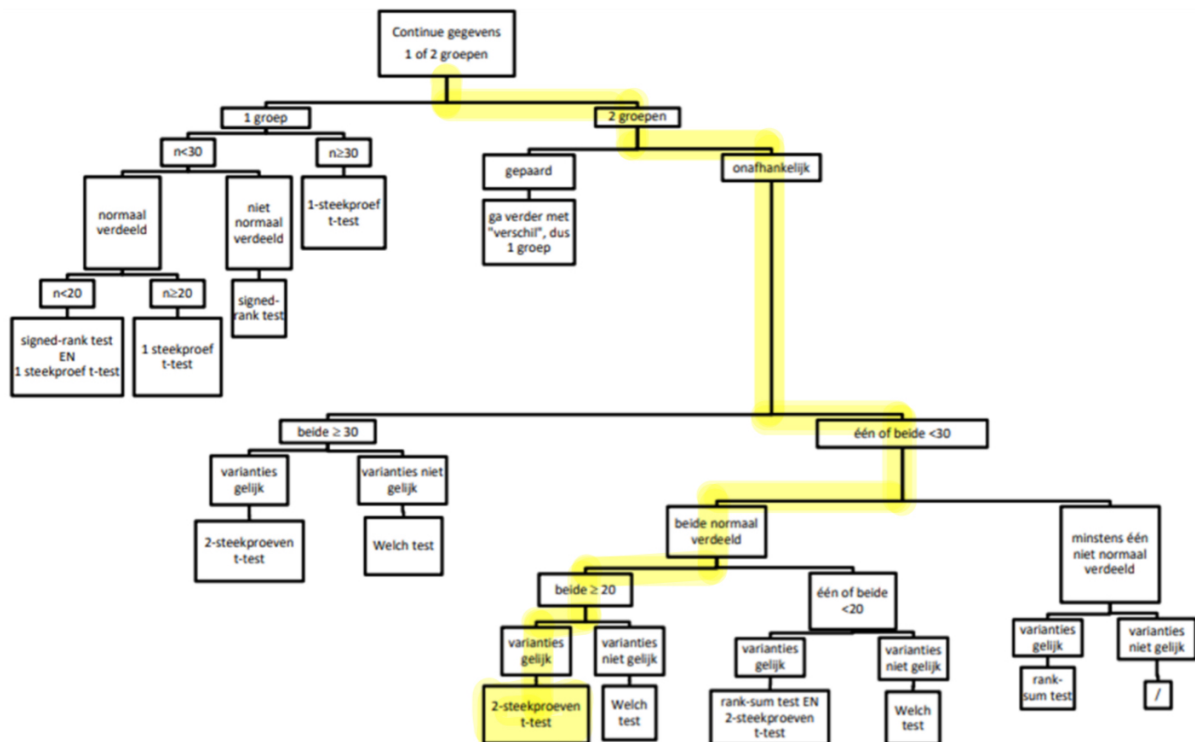 Continue gegevens
1 of 2 groepen
1 groep
2 groepen
n<30
n≥30
gepaard
onafhankelijk
normaal
verdeeld
niet
normaal
verdeeld
1-steekproef
t-test
ga verder met
"verschil", dus
1 groep
n<20
n≥20
signed-
rank test
signed-rank test
EN
1 steekproef t-test
1 steekproef
t-test
beide ≥ 30
één of beide <30
varianties
gelijk
varianties niet
gelijk
2-steekproeven
t-test
Welch test
beide normaal
verdeeld
minstens één
niet normaal
verdeeld
beide ≥ 20
één of beide
<20
varianties
gelijk
varianties
niet gelijk
varianties
gelijk
varianties
niet gelijk
varianties
gelijk
varianties
niet gelijk
2-steekproeven
t-test
Welch
test
rank-sum test EN
2-steekproeven
t-test
Welch
test
rank-
sum test
/